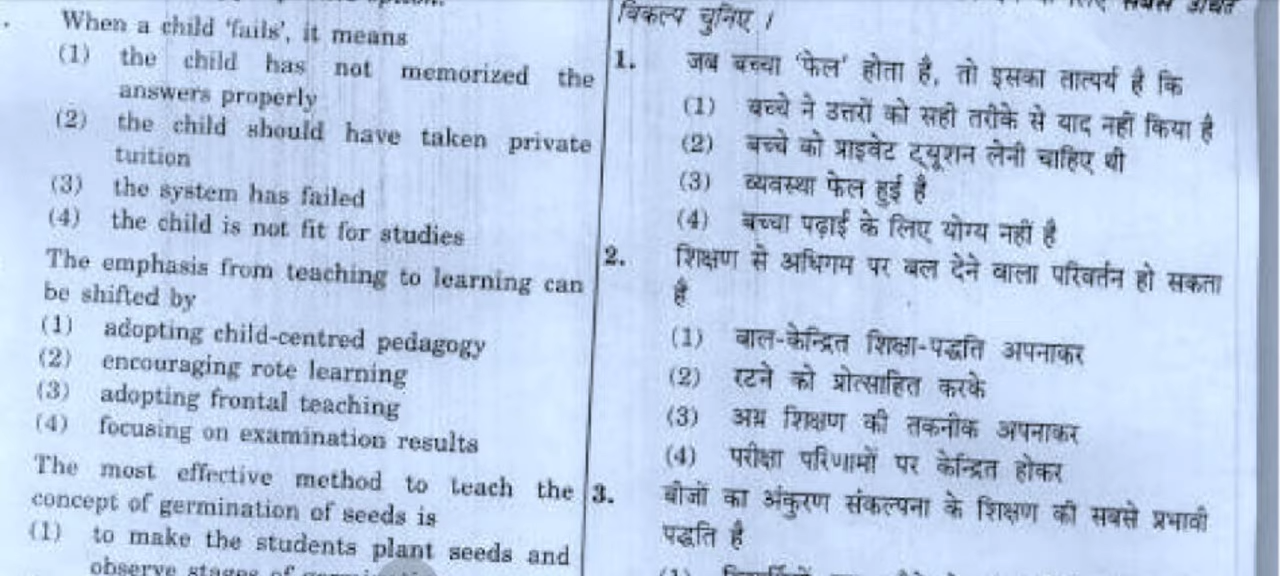 option.
When a child 'fails', it means
(1) the child has not memorized the
answers properly
(2) the child should have taken private
tuition
(3) the system has failed
(4) the child is not fit for studies
The emphasis from teaching to learning can
be shifted by
(1) adopting child-centred pedagogy
(2) encouraging rote learning
(3) adopting frontal teaching
(4) focusing on examination results
The most effective method to teach the
concept of germination of seeds is
(1) to make the students plant seeds and
observe stages of
के लिए सबसे उचित
विकल्प चुनिए ।
1. जब बच्चा 'फेल' होता है, तो इसका तात्पर्य है कि
(1) बच्चे ने उत्तरों को सही तरीके से याद नहीं किया है
(2) बच्चे को प्राइवेट ट्यूशन लेनी चाहिए थी
(3) व्यवस्था फेल हुई है
(4) बच्चा पढ़ाई के लिए योग्य नहीं है
2. शिक्षण से अधिगम पर बल देने वाला परिवर्तन हो सकता
है
(1) बाल-केन्द्रित शिक्षा-पद्धति अपनाकर
(2) रटने को प्रोत्साहित करके
(3) अग्र शिक्षण की तकनीक अपनाकर
(4) परीक्षा परिणामों पर केन्द्रित होकर
3. बीजों का अंकुरण संकल्पना के शिक्षण की सबसे प्रभावी
पद्धति है
(1)